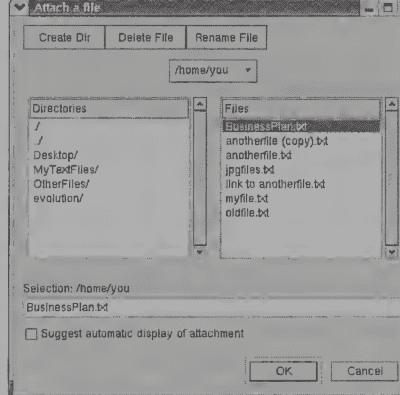 Attach a file
Create Dir Delete File Rename File
/home/you
Directories
./
../
Desktop/
MyTextFiles/
OtherFiles/
evolution/
Files
BusinessPlan.txt
anotherfile (copy).txt
anotherfile.txt
jpgfiles.txt
link to anotherfile.txt
myfile.txt
oldfile.txt
Selection: /home/you
BusinessPlan.txt
Suggest automatic display of attachment
OK Cancel